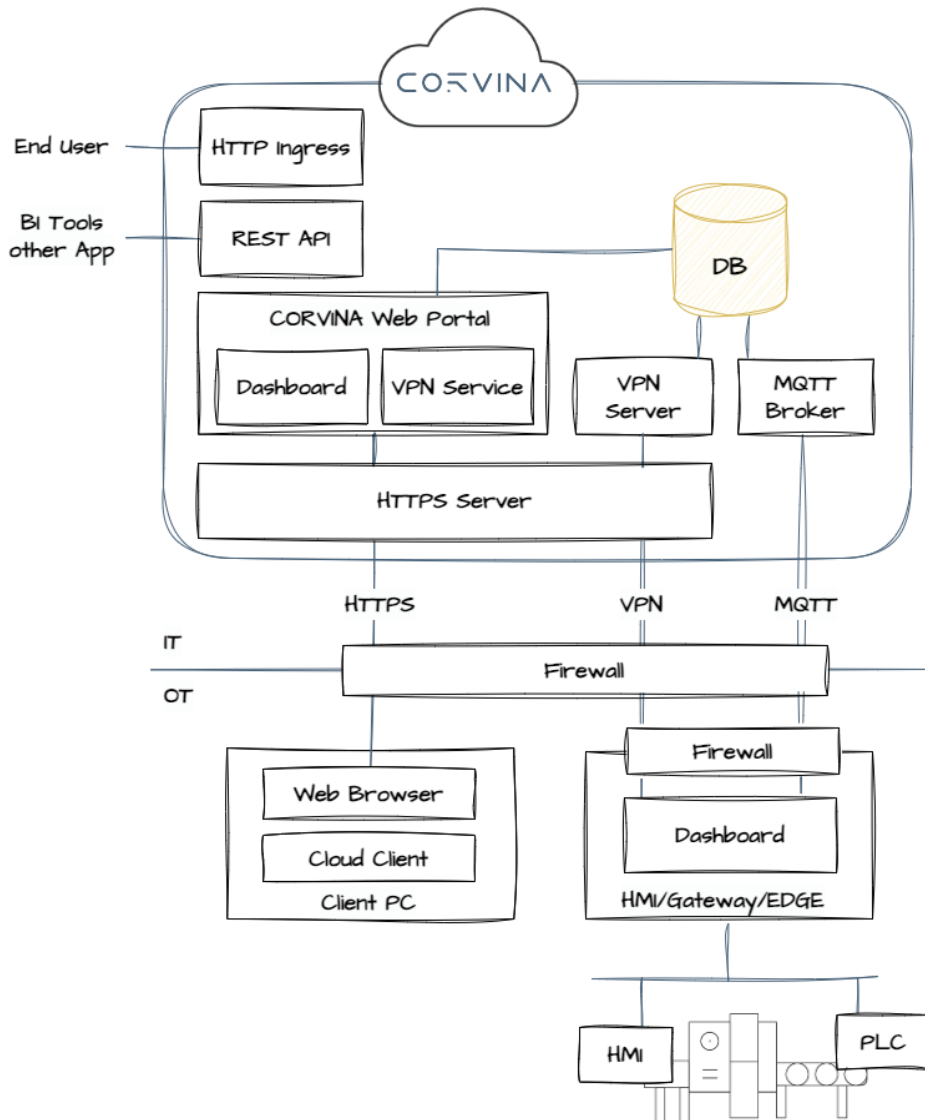 CORVINA
End User
HTTP Ingress
BI Tools
other App
REST API
DB
CORVINA Web Portal
Dashboard
VPN Service
VPN
Server
MQTT
Broker
HTTPS Server
HTTPS
VPN
MQTT
IT
Firewall
OT
Firewall
Web Browser
Dashboard
Cloud Client
Client PC
HMI/Gateway/EDGE
HMI
PLC